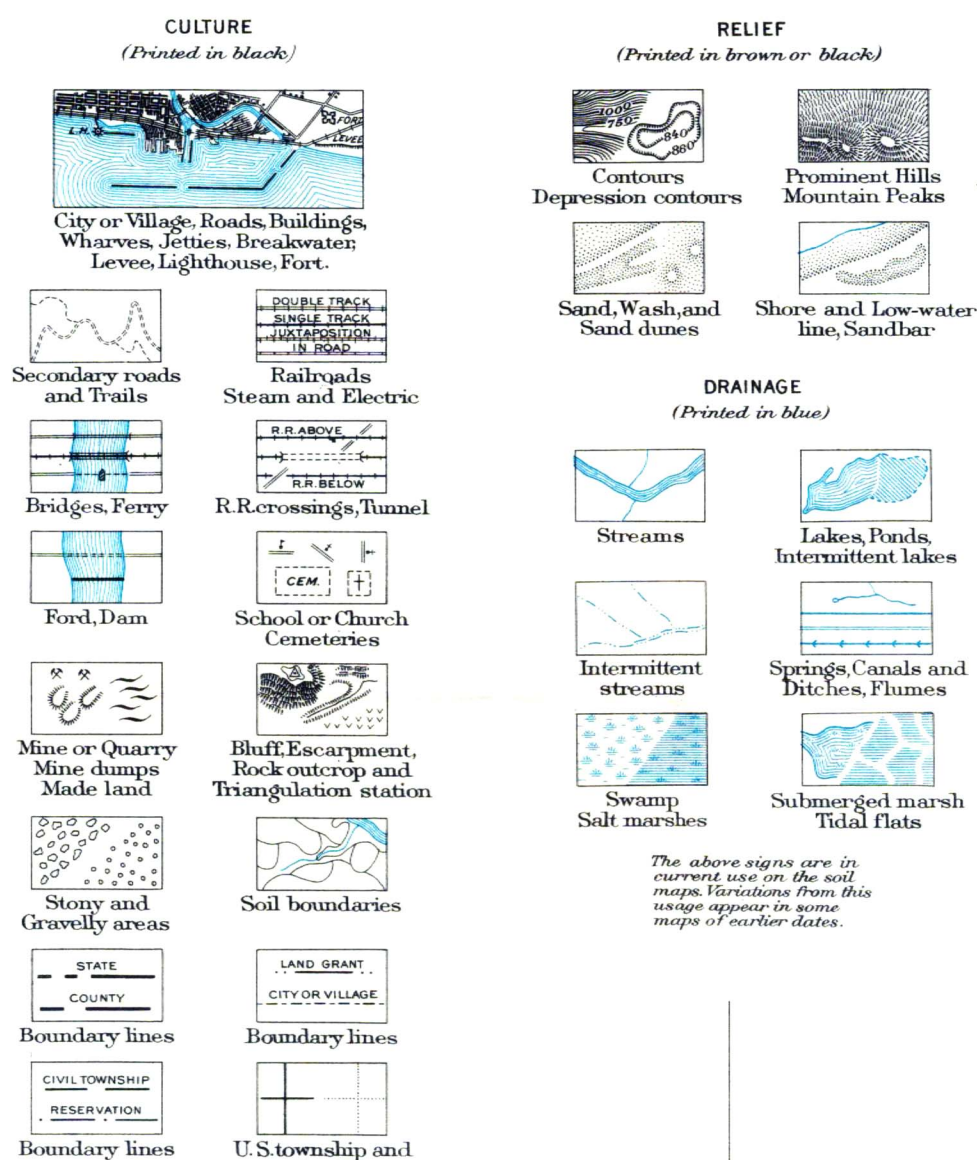 CULTURE
(Printed in black)
L.H.
FORT
LEVEE
City or Village, Roads, Buildings,
Wharves, Jetties, Breakwater,
Levee, Lighthouse, Fort.
Secondary roads
and Trails
DOUBLE TRACK
SINGLE TRACK
JUXTAPOSITION
IN ROAD
Railroads
Steam and Electric
Bridges, Ferry
R.R. ABOVE
R.R. BELOW
R.R. crossings, Tunnel
Ford, Dam
CEM.
School or Church
Cemeteries
Mine or Quarry
Mine dumps
Made land
Bluff, Escarpment,
Rock outcrop and
Triangulation station
Stony and
Gravelly areas
Soil boundaries
STATE
COUNTY
Boundary lines
LAND GRANT
CITY OR VILLAGE
Boundary lines
CIVIL TOWNSHIP
RESERVATION
Boundary lines
U.S. township and
RELIEF
(Printed in brown or black)
1000
750
840
860
Contours
Depression contours
Prominent Hills
Mountain Peaks
Sand, Wash, and
Sand dunes
Shore and Low-water
line, Sandbar
DRAINAGE
(Printed in blue)
Streams
Lakes, Ponds,
Intermittent lakes
Intermittent
streams
Springs, Canals and
Ditches, Flumes
Swamp
Salt marshes
Submerged marsh
Tidal flats
The above signs are in
current use on the soil
maps. Variations from this
usage appear in some
maps of earlier dates.